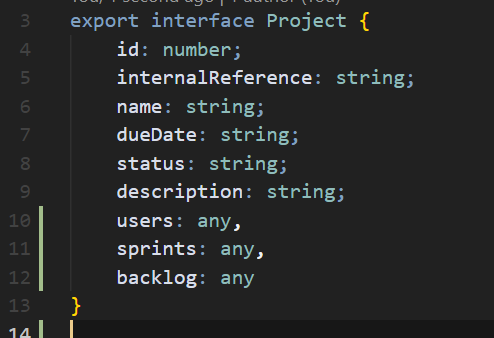 You, 1 second ago | 1 author (You)
3 export interface Project {
4 id: number;
5 internalReference: string;
6 name: string;
7 dueDate: string;
8 status: string;
9 description: string;
10 users: any,
11 sprints: any,
12 backlog: any
13 }
14